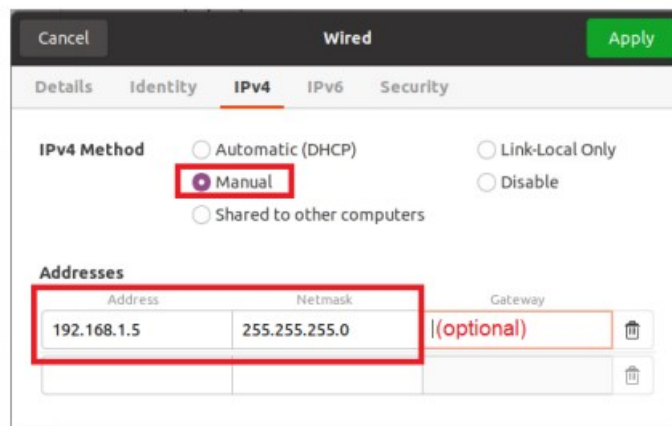 Cancel Wired Apply
Details Identity IPv4 IPv6 Security
IPv4 Method Automatic (DHCP) Link-Local Only
Manual Disable
Shared to other computers
Addresses
Address Netmask Gateway
192.168.1.5 255.255.255.0 (optional)